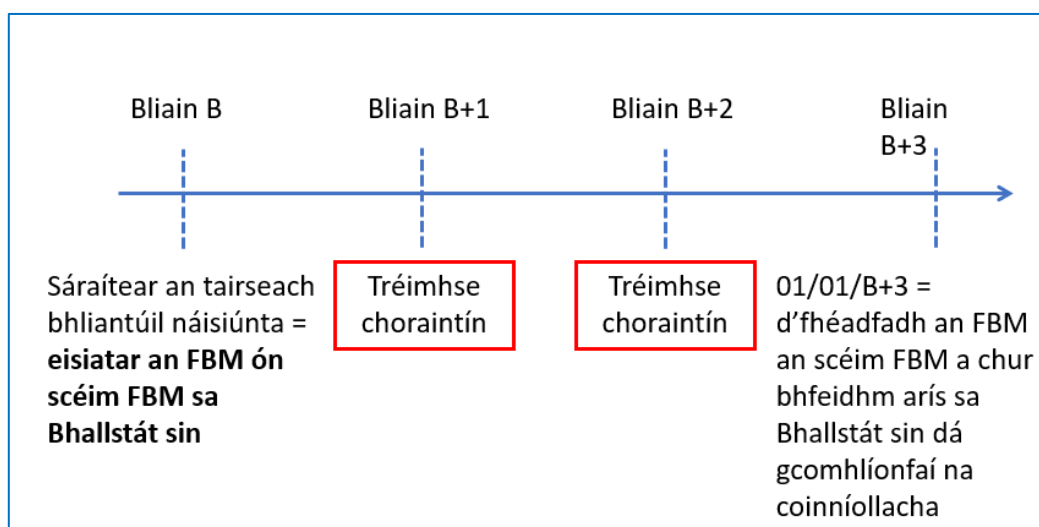 Bliain B
Bliain B+1
Bliain B+2
Bliain
B+3
Sáraítear an tairseach
bhliantúil náisiúnta =
eisiatar an FBM ón
scéim FBM sa
Bhallstát sin
Tréimhse
choraintín
Tréimhse
choraintín
01/01/B+3 =
d'fhéadfadh an FBM
an scéim FBM a chur
bhfeidhm arís sa
Bhallstát sin dá
gcomhlíonfaí na
coinníollacha